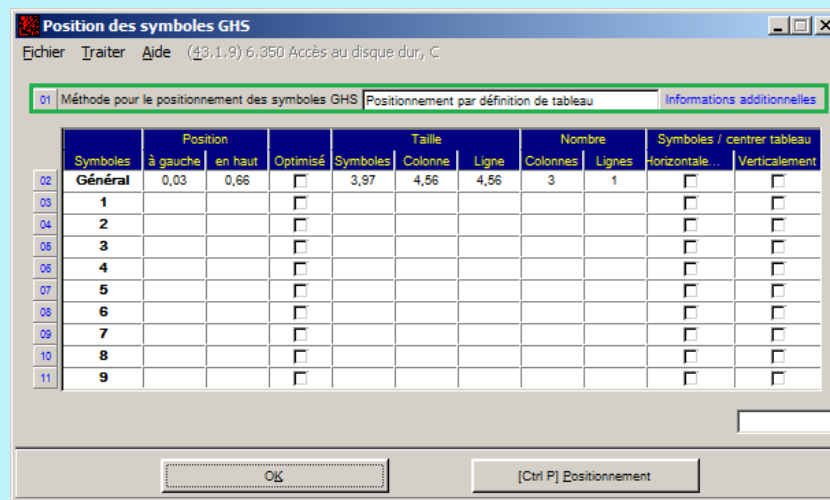 Position des symboles GHS
Fichier Traiter Aide (43.1.9) 6.350 Accès au disque dur, C
01 Méthode pour le positionnement des symboles GHS Positionnement par définition de tableau Informations additionnelles
Position Taille Nombre Symboles / centrer tableau
Symboles à gauche en haut Optimisé Symboles Colonne Ligne Colonnes Lignes Horizontale... Verticalement
02 Général 0,03 0,66 3,97 4,56 4,56 3 1
03 1
04 2
05 3
06 4
07 5
08 6
09 7
10 8
11 9
OK [Ctrl P] Positionnement